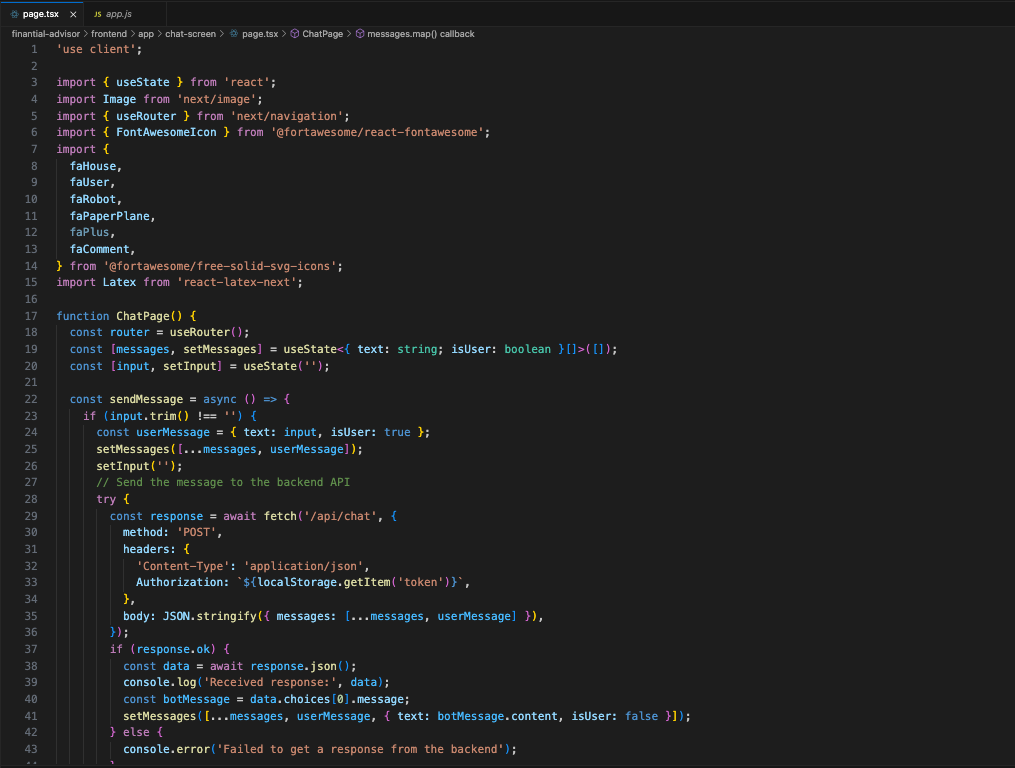 page.tsx × JS app.js
finantial-advisor > frontend > app > chat-screen > page.tsx > ChatPage > messages.map() callback
1 'use client';
2
3 import { useState } from 'react';
4 import Image from 'next/image';
5 import { useRouter } from 'next/navigation';
6 import { FontAwesomeIcon } from '@fortawesome/react-fontawesome';
7 import {
8   faHouse,
9   faUser,
10   faRobot,
11   faPaperPlane,
12   faPlus,
13   faComment,
14 } from '@fortawesome/free-solid-svg-icons';
15 import Latex from 'react-latex-next';
16
17 function ChatPage() {
18   const router = useRouter();
19   const [messages, setMessages] = useState<{ text: string; isUser: boolean }[]>([]);
20   const [input, setInput] = useState('');
21
22   const sendMessage = async () => {
23     if (input.trim() !== '') {
24       const userMessage = { text: input, isUser: true };
25       setMessages([...messages, userMessage]);
26       setInput('');
27       // Send the message to the backend API
28       try {
29         const response = await fetch('/api/chat', {
30           method: 'POST',
31           headers: {
32             'Content-Type': 'application/json',
33             Authorization: `${localStorage.getItem('token')}`,
34           },
35           body: JSON.stringify({ messages: [...messages, userMessage] }),
36         });
37         if (response.ok) {
38           const data = await response.json();
39           console.log('Received response:', data);
40           const botMessage = data.choices[0].message;
41           setMessages([...messages, userMessage, { text: botMessage.content, isUser: false }]);
42         } else {
43           console.error('Failed to get a response from the backend');